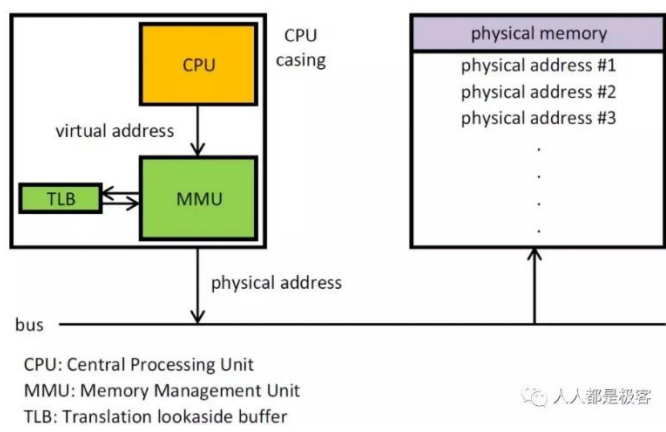 CPU
casing
CPU
virtual address
TLB
MMU
physical address
bus
physical memory
physical address #1
physical address #2
physical address #3
.
.
.
.
CPU: Central Processing Unit
MMU: Memory Management Unit
TLB: Translation lookaside buffer
人人都是极客